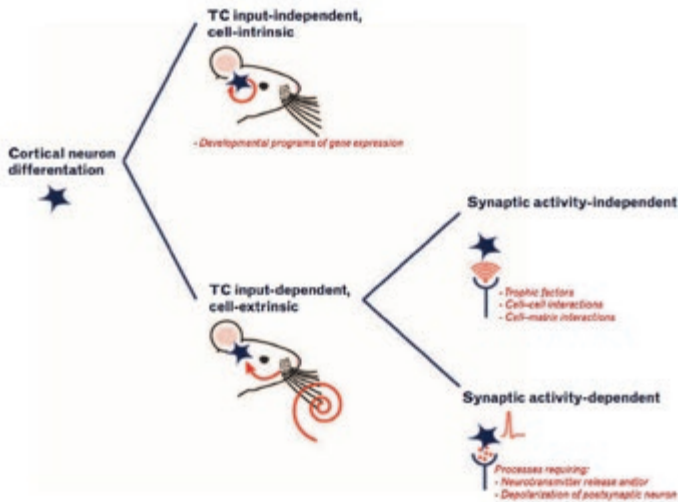 TC input-independent,
cell-intrinsic
- Developmental programs of gene expression
Cortical neuron
differentation
Synaptic activity-independent
- Trophic factors
- Cell-cell interactions
- Cell-matrix interactions
TC input-dependent,
cell-extrinsic
Synaptic activity-dependent
Processes requiring:
- Neurotransmitter release and/or
- Depolarization of postsynaptic neuron